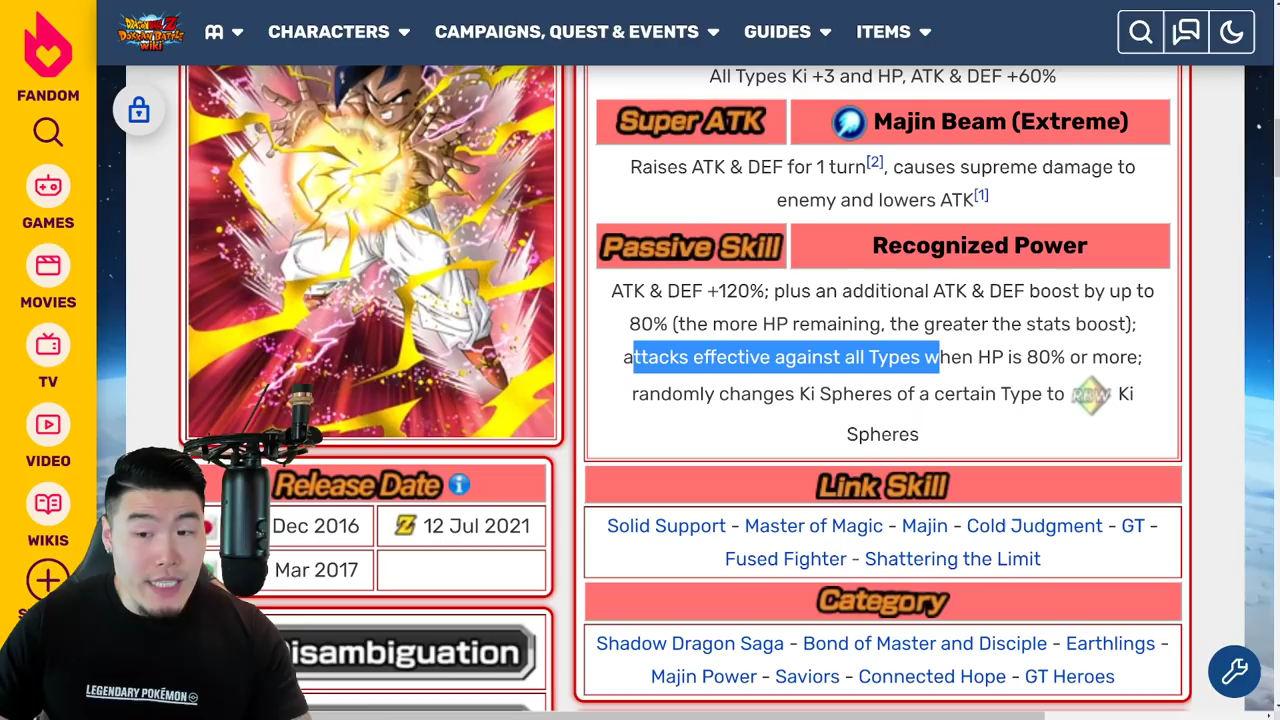 DRAGON BALL Z
DOKKAN BATTLE
WIKI
CHARACTERS
CAMPAIGNS, QUEST & EVENTS
GUIDES
ITEMS
FANDOM
GAMES
MOVIES
TV
VIDEO
WIKIS
All Types Ki +3 and HP, ATK & DEF +60%
Super ATK
Majin Beam (Extreme)
Raises ATK & DEF for 1 turn[2], causes supreme damage to
enemy and lowers ATK[1]
Passive Skill
Recognized Power
ATK & DEF +120%; plus an additional ATK & DEF boost by up to
80% (the more HP remaining, the greater the stats boost);
attacks effective against all Types when HP is 80% or more;
randomly changes Ki Spheres of a certain Type to RBW Ki
Spheres
Release Date
Dec 2016
Z 12 Jul 2021
Mar 2017
isambiguation
Link Skill
Solid Support - Master of Magic - Majin - Cold Judgment - GT -
Fused Fighter - Shattering the Limit
Category
Shadow Dragon Saga - Bond of Master and Disciple - Earthlings -
Majin Power - Saviors - Connected Hope - GT Heroes
LEGENDARY POKÉMON